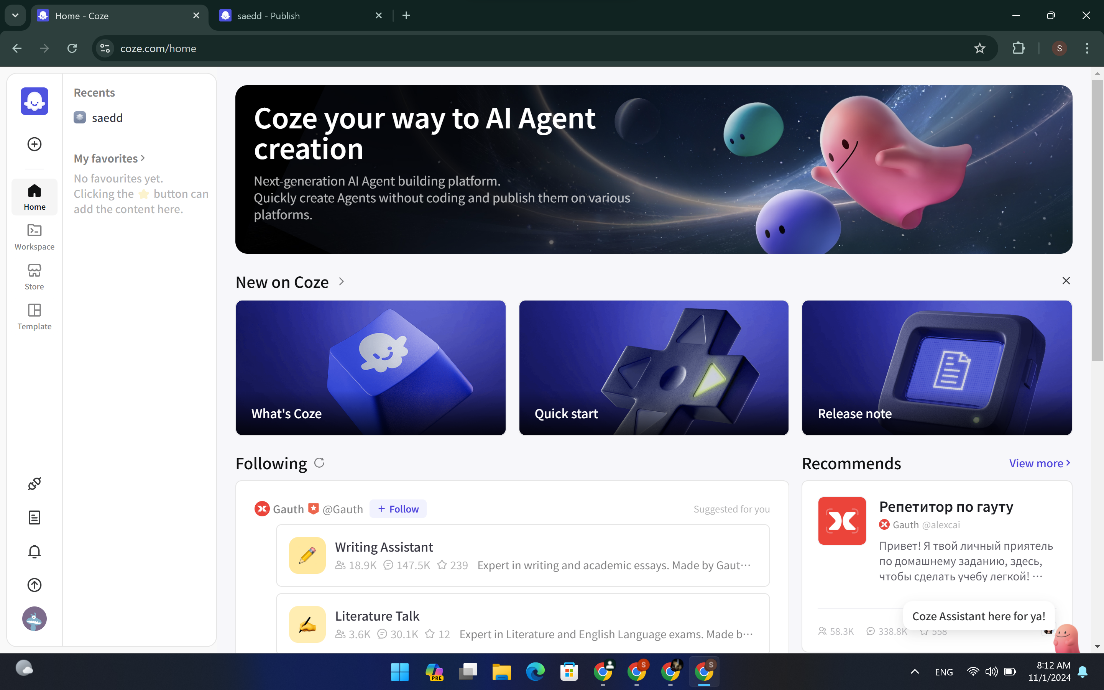 Home - Coze
saedd - Publish
coze.com/home
S
Recents
saedd
My favorites
No favourites yet.
Clicking the ⭐ button can
add the content here.
Home
Workspace
Store
Template
Coze your way to AI Agent
creation
Next-generation AI Agent building platform.
Quickly create Agents without coding and publish them on various
platforms.
New on Coze
What's Coze
Quick start
Release note
Following
Gauth @Gauth + Follow Suggested for you
Writing Assistant
18.9K 147.5K 239 Expert in writing and academic essays. Made by Gaut···
Literature Talk
3.6K 30.1K 12 Expert in Literature and English Language exams. Made b···
Recommends View more
Репетитор по гауту
Gauth @alexcai
Привет! Я твой личный приятель
по домашнему заданию, здесь,
чтобы сделать учебу легкой! ···
Coze Assistant here for ya!
58.3K 338.8K
PRE
S
S
ENG
8:12 AM
11/1/2024